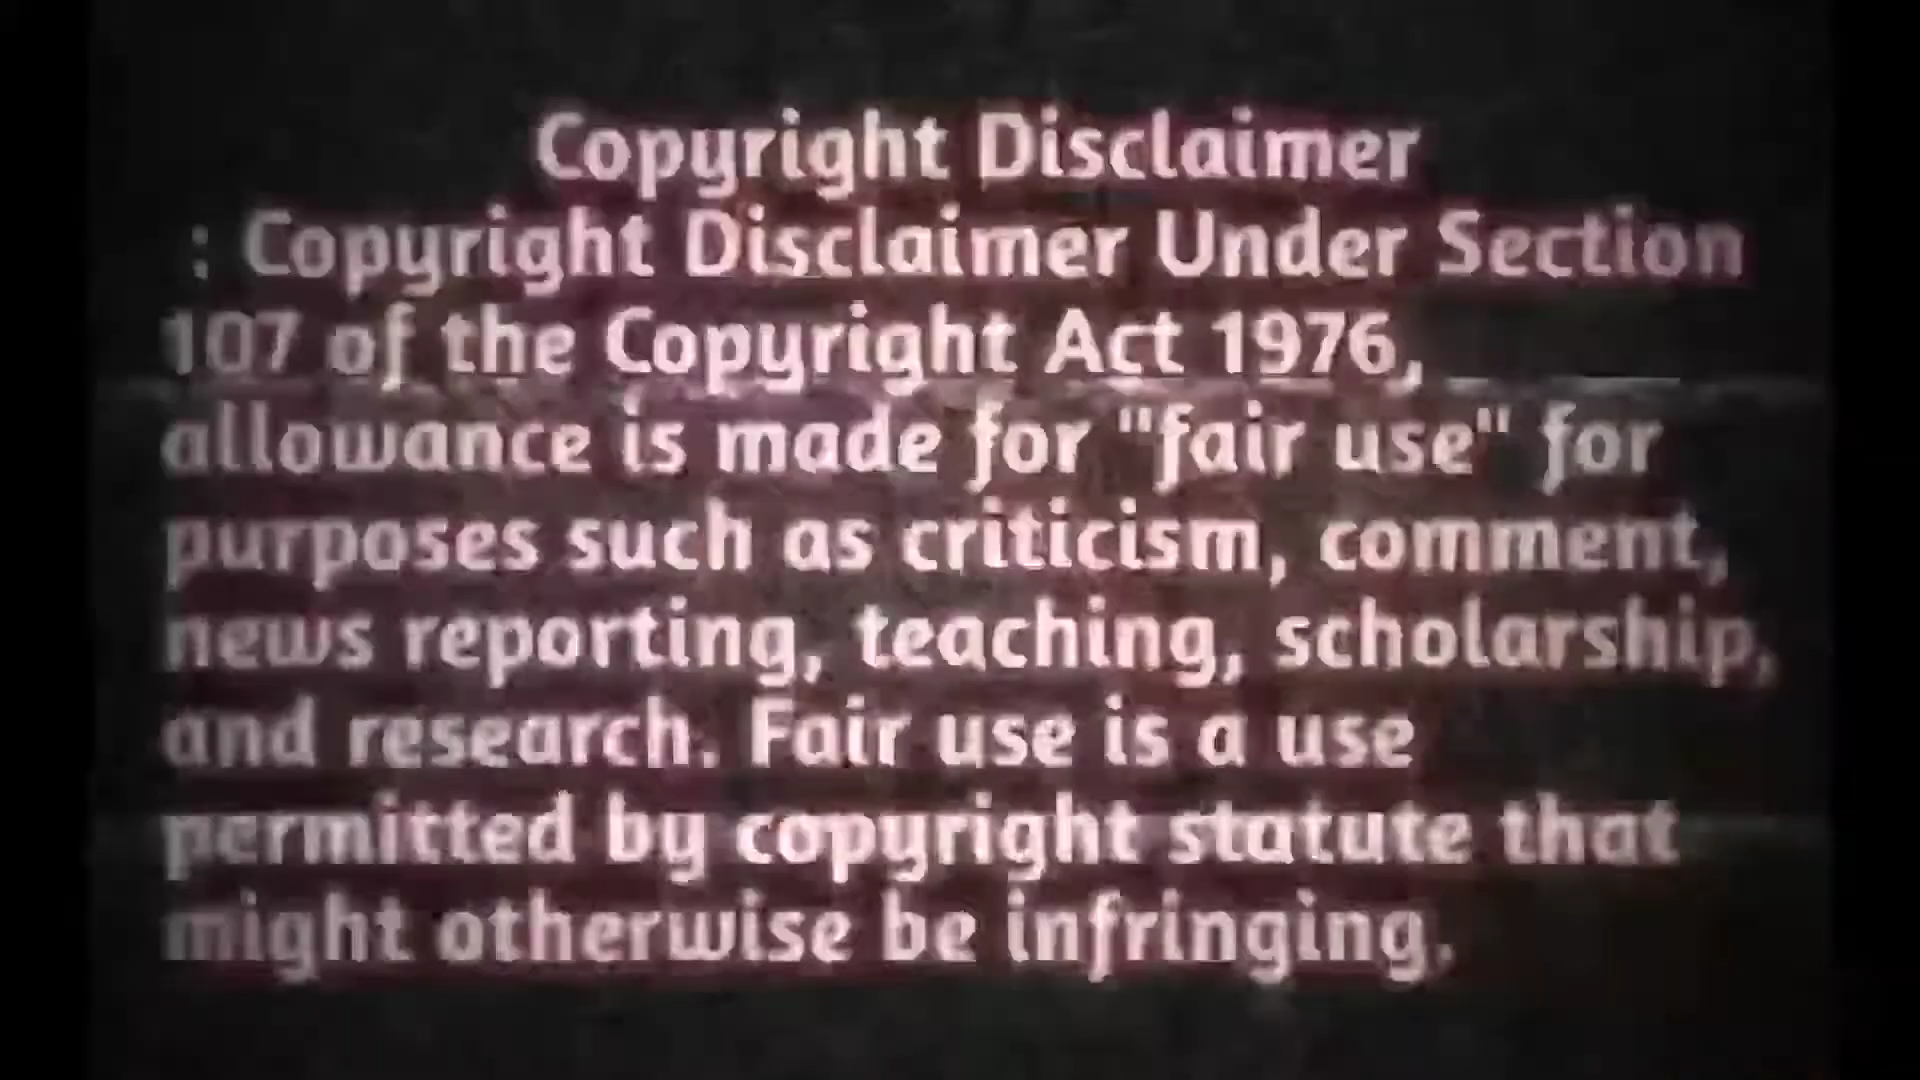 Copyright Disclaimer
: Copyright Disclaimer Under Section
107 of the Copyright Act 1976,
allowance is made for "fair use" for
purposes such as criticism, comment,
news reporting, teaching, scholarship,
and research. Fair use is a use
permitted by copyright statute that
might otherwise be infringing.